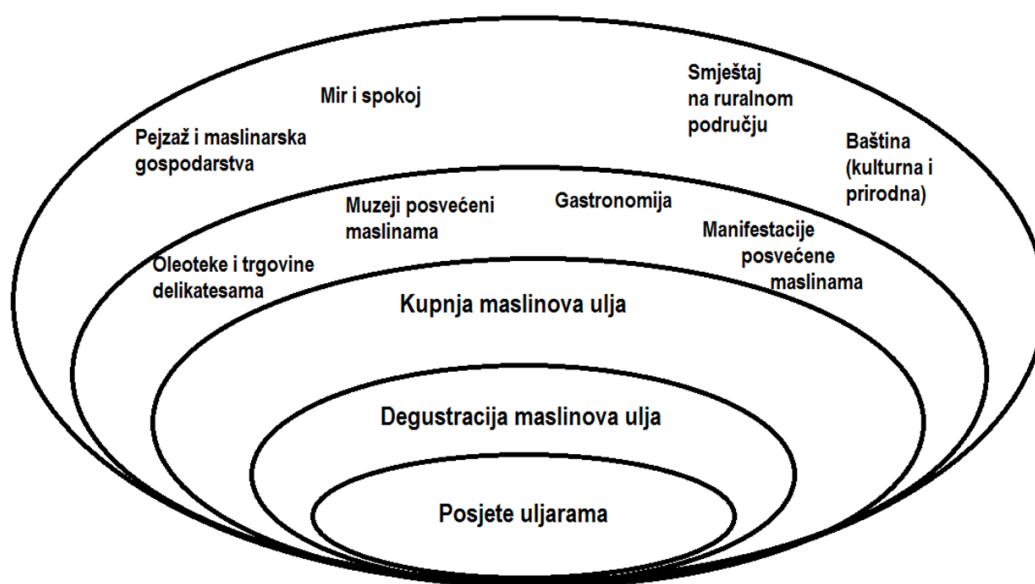 Mir i spokoj
Smještaj
na ruralnom
području
Pejzaž i maslinarska
gospodarstva
Baština
(kulturna i
prirodna)
Muzeji posvećeni
maslinama
Gastronomija
Manifestacije
posvećene
maslinama
Oleoteke i trgovine
delikatesama
Kupnja maslinova ulja
Degustracija maslinova ulja
Posjete uljarama